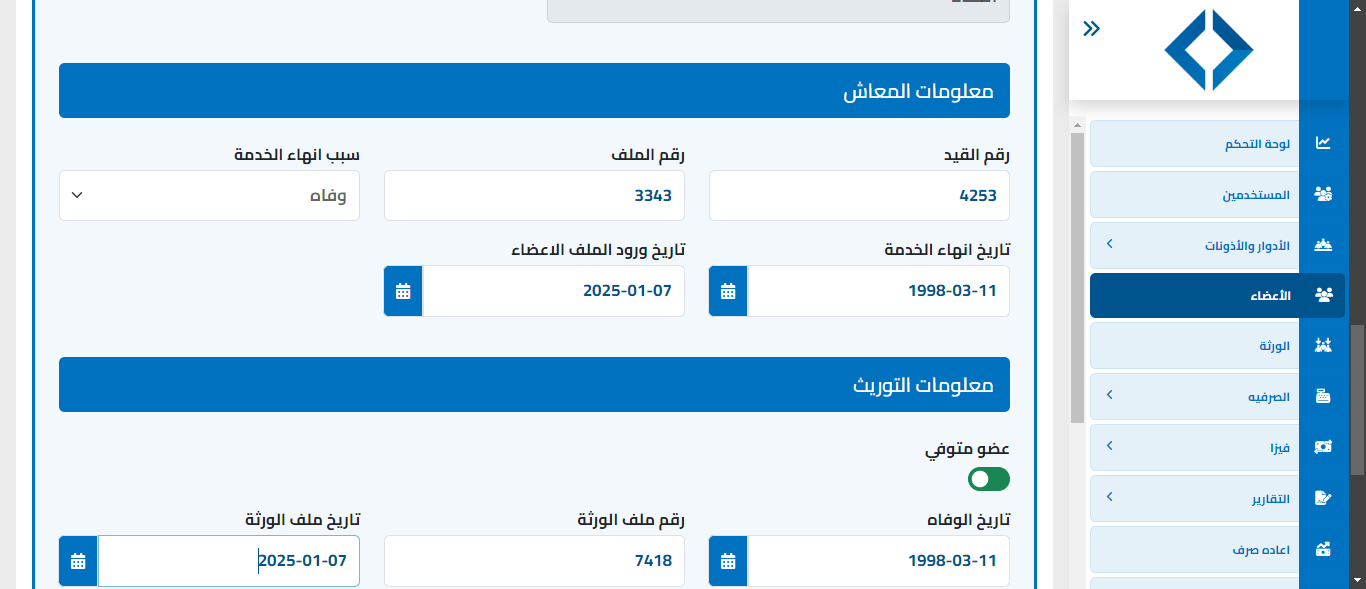 معلومات المعاش
رقم القيد
رقم الملف
سبب انهاء الخدمة
4253
3343
وفاه
تاريخ انهاء الخدمة
تاريخ ورود الملف الاعضاء
1998-03-11
2025-01-07
معلومات التوريث
عضو متوفي
تاريخ الوفاه
رقم ملف الورثة
تاريخ ملف الورثة
1998-03-11
7418
2025-01-07
لوحة التحكم
المستخدمين
الأدوار والأذونات
الأعضاء
الورثة
الصرفيه
فيزا
التقارير
اعاده صرف